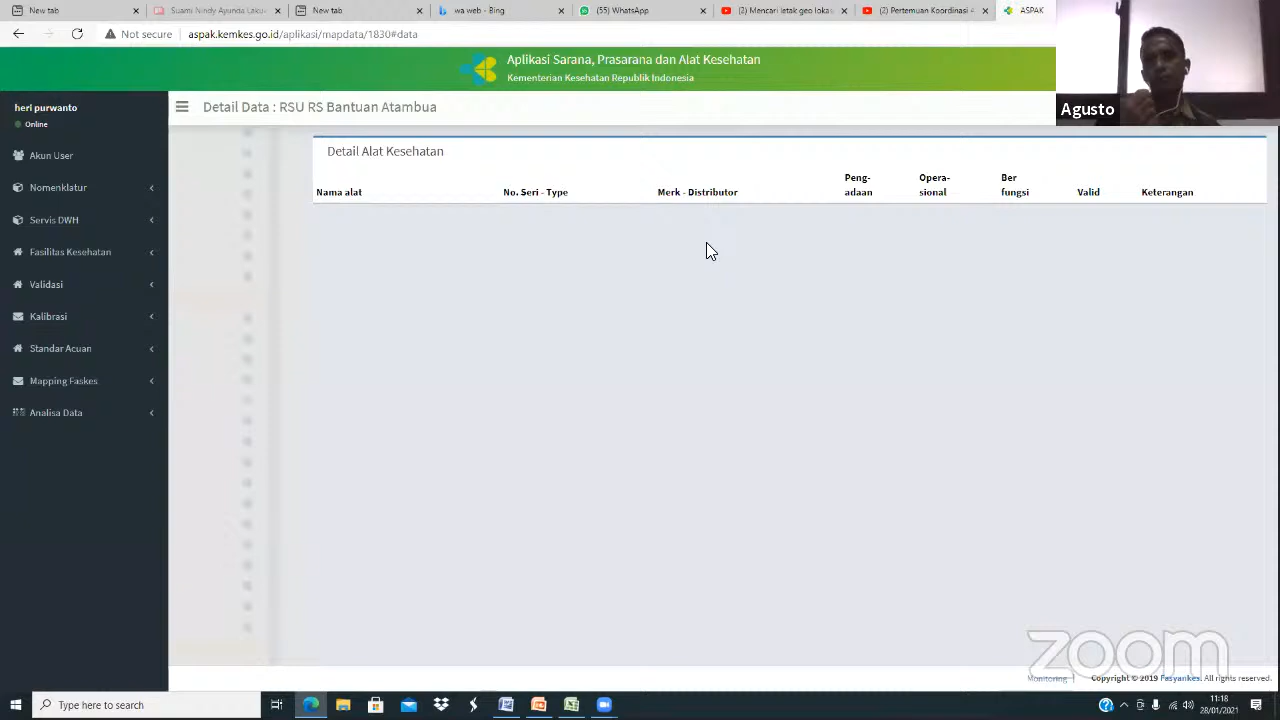 New tab
Suami Nindy Ayunda Laku
New tab
wa web - Bing
(55) WhatsApp
(2) Mencari letak geo lokas
(2) Pertemuan Koordinasi
ASPAK
Not secure
aspak.kemkes.go.id/aplikasi/mapdata/1830#data
Aplikasi Sarana, Prasarana dan Alat Kesehatan
Kementerian Kesehatan Republik Indonesia
Agusto
heri purwanto
Online
Detail Data : RSU RS Bantuan Atambua
Akun User
Nomenklatur
Servis DWH
Fasilitas Kesehatan
Validasi
Kalibrasi
Standar Acuan
Mapping Faskes
Analisa Data
Detail Alat Kesehatan
Nama alat
No. Seri - Type
Merk - Distributor
Peng-
adaan
Opera-
sional
Ber
fungsi
Valid
Keterangan
zoom
Monitoring
Copyright © 2019 Fasyankes. All rights reserved.
Type here to search
11:18
28/01/2021